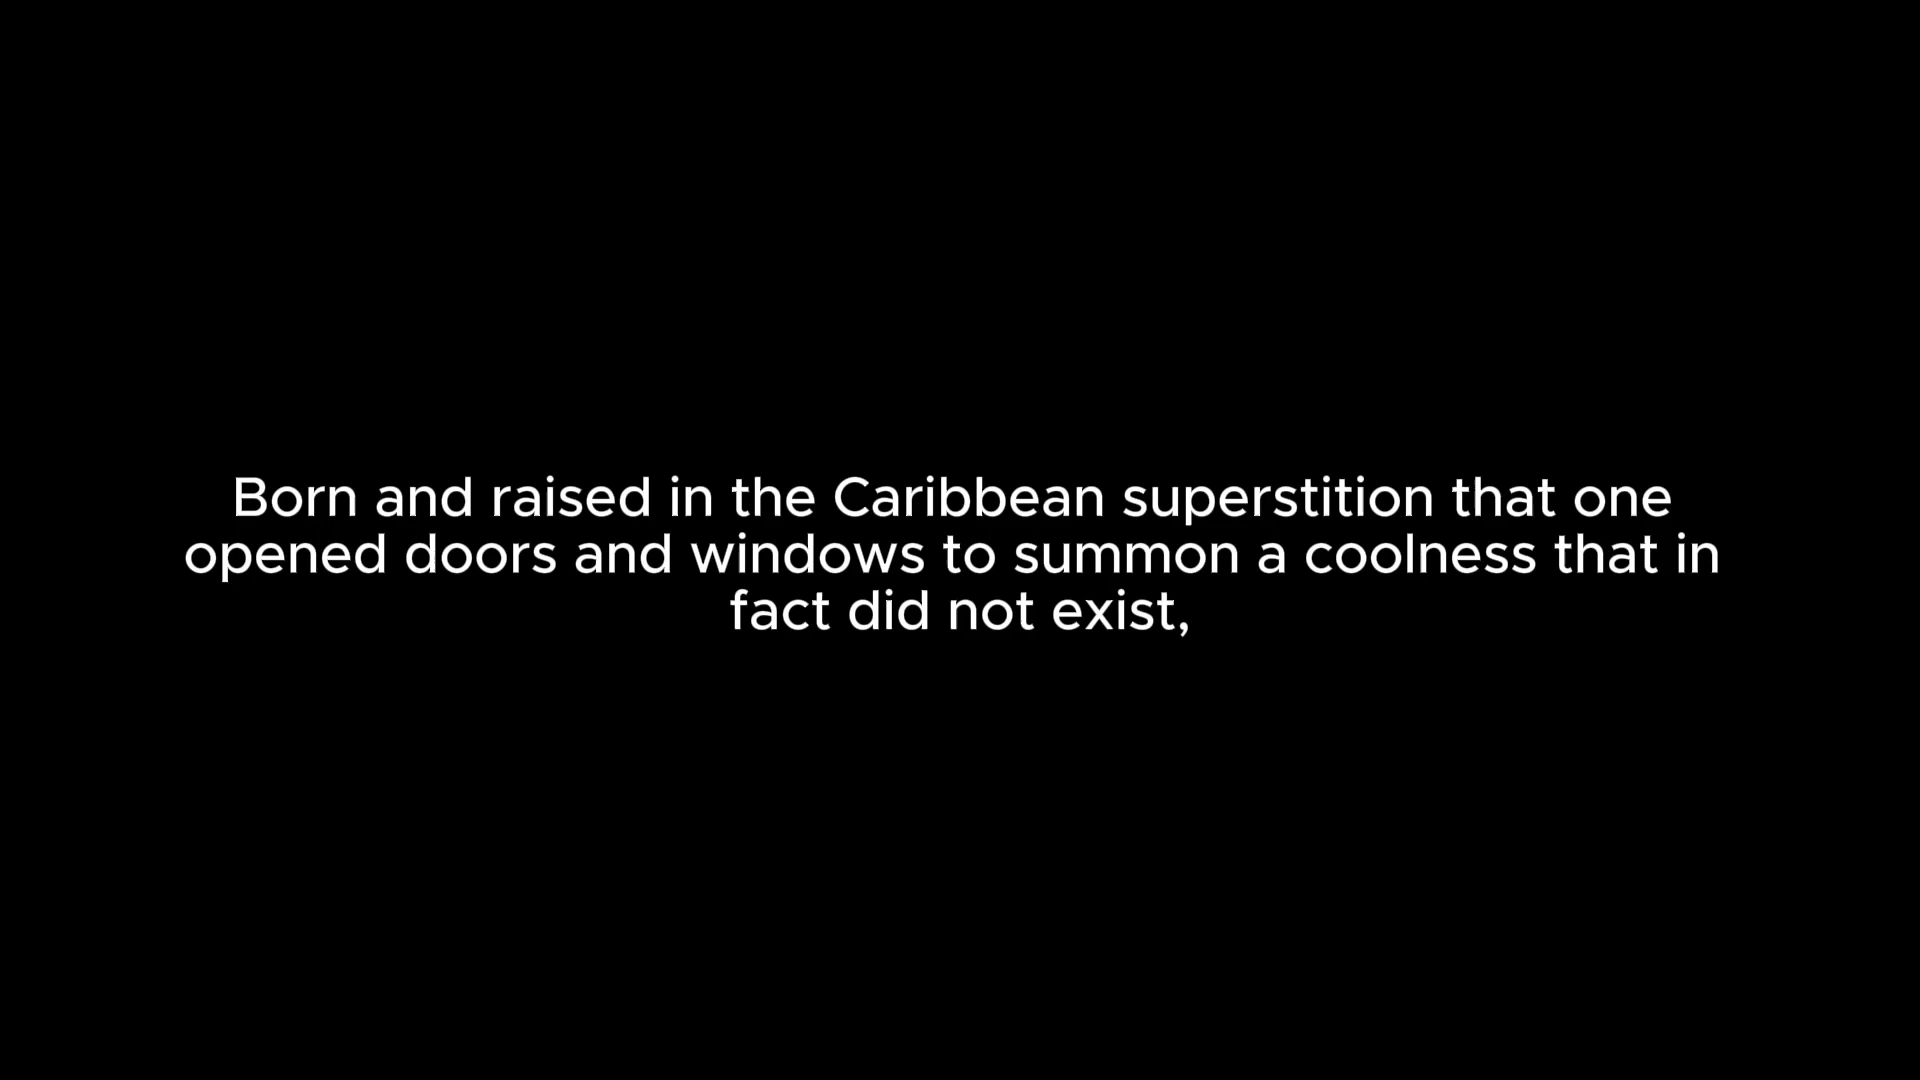 Born and raised in the Caribbean superstition that one
opened doors and windows to summon a coolness that in
fact did not exist,